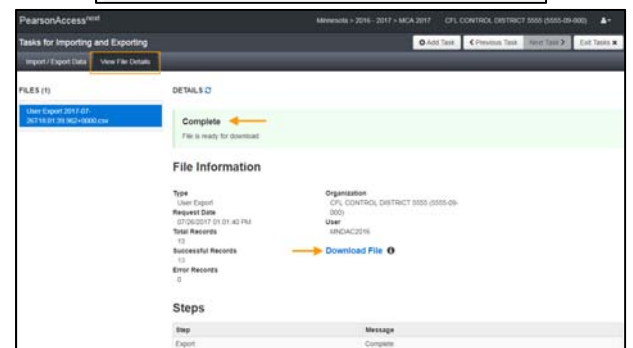 PearsonAccessnext
Minnesota > 2016 - 2017 > MCA 2017 CFL CONTROL DISTRICT 5555 (5555-09-000)
Tasks for Importing and Exporting
Add Task Previous Task Next Task Exit Tasks
Import / Export Data View File Details
FILES (1)
User Export 2017-07-
26T18:01:39.962+0000.csv
DETAILS
Complete
File is ready for download.
File Information
Type
User Export
Request Date
07/26/2017 01:01:40 PM
Total Records
13
Successful Records
13
Error Records
0
Organization
CFL CONTROL DISTRICT 5555 (5555-09-
000)
User
MNDAC2016
Download File
Steps
Step Message
Export Complete